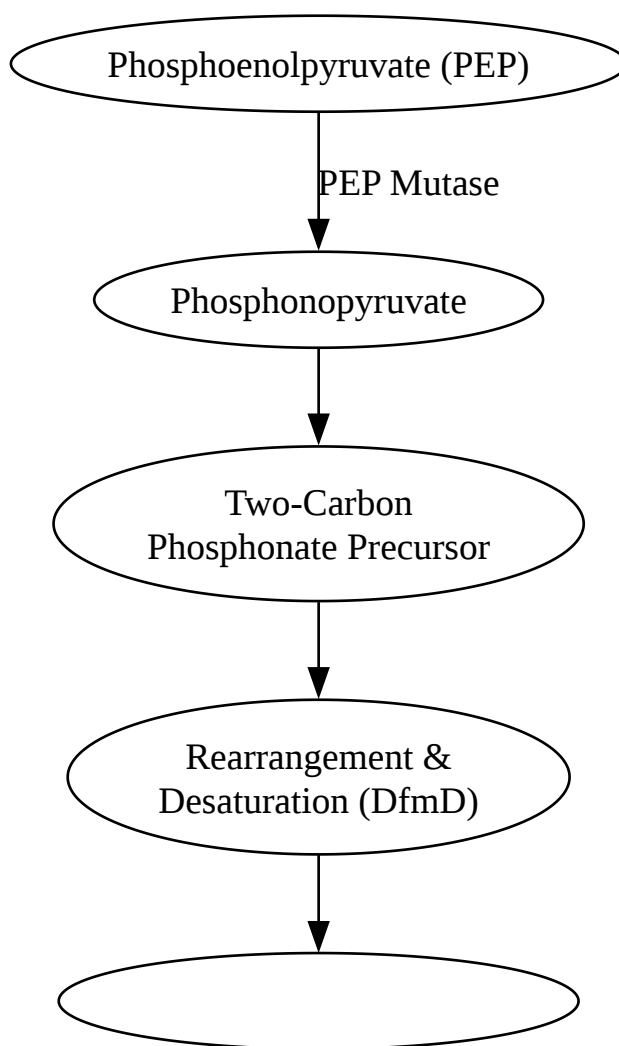 Phosphoenolpyruvate (PEP)
PEP Mutase
Phosphonopyruvate
Two-Carbon
Phosphonate Precursor
Rearrangement &
Desaturation (DfmD)